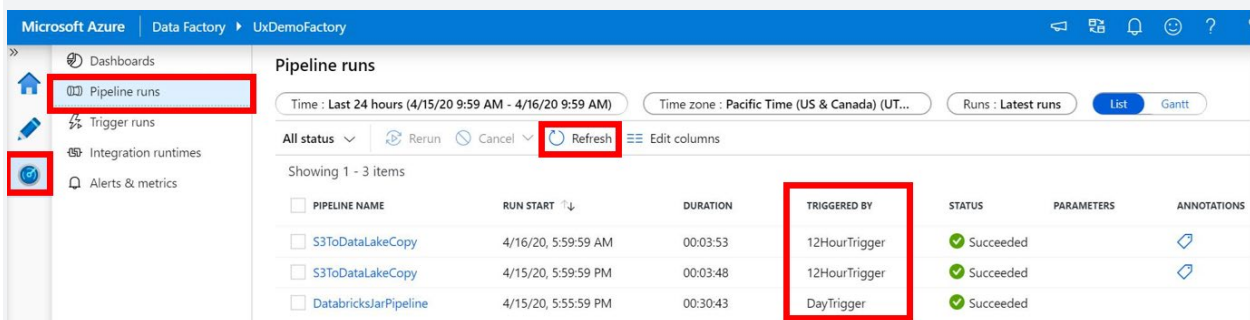 Microsoft Azure Data Factory UxDemoFactory
Dashboards
Pipeline runs
Trigger runs
Integration runtimes
Alerts & metrics
Pipeline runs
Time : Last 24 hours (4/15/20 9:59 AM - 4/16/20 9:59 AM) Time zone : Pacific Time (US & Canada) (UT... Runs : Latest runs List Gantt
All status Rerun Cancel Refresh Edit columns
Showing 1 - 3 items
PIPELINE NAME RUN START DURATION TRIGGERED BY STATUS PARAMETERS ANNOTATIONS
S3ToDataLakeCopy 4/16/20, 5:59:59 AM 00:03:53 12HourTrigger Succeeded
S3ToDataLakeCopy 4/15/20, 5:59:59 PM 00:03:48 12HourTrigger Succeeded
DatabricksJarPipeline 4/15/20, 5:55:59 PM 00:30:43 DayTrigger Succeeded